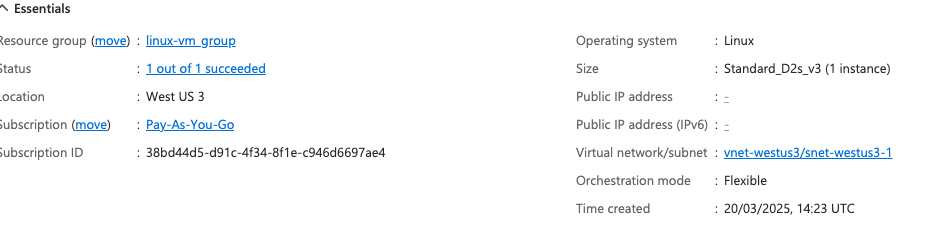 Essentials
Resource group (move) : linux-vm_group
Status : 1 out of 1 succeeded
Location : West US 3
Subscription (move) : Pay-As-You-Go
Subscription ID : 38bd44d5-d91c-4f34-8f1e-c946d6697ae4
Operating system : Linux
Size : Standard_D2s_v3 (1 instance)
Public IP address : -
Public IP address (IPv6) : -
Virtual network/subnet : vnet-westus3/snet-westus3-1
Orchestration mode : Flexible
Time created : 20/03/2025, 14:23 UTC